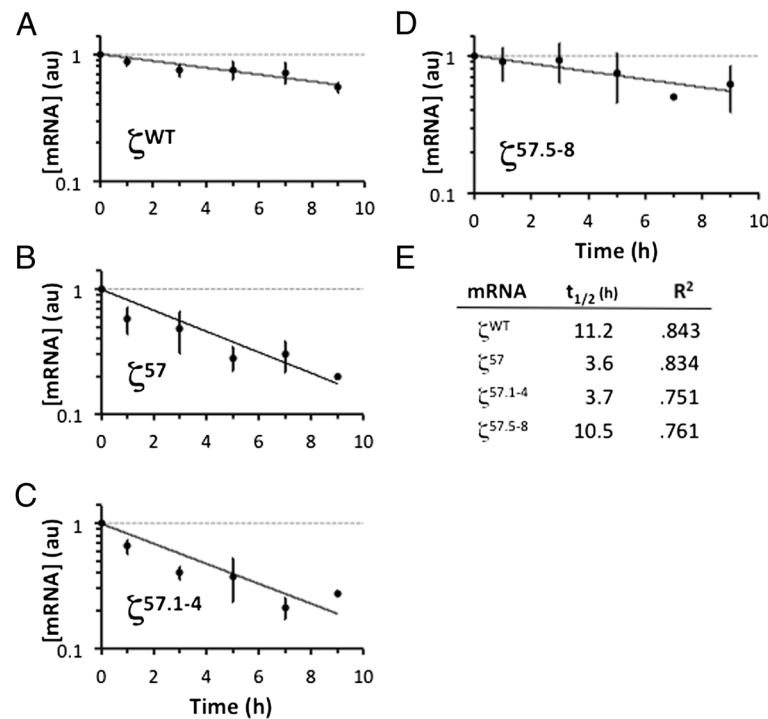 A
[mRNA] (au)
1
0.1
ζWT
0 2 4 6 8 10
B
[mRNA] (au)
1
0.1
ζ57
0 2 4 6 8 10
C
[mRNA] (au)
1
0.1
ζ57.1-4
0 2 4 6 8 10
Time (h)
D
[mRNA] (au)
1
0.1
ζ57.5-8
0 2 4 6 8 10
Time (h)
E
mRNA t1/2 (h) R2
ζWT 11.2 .843
ζ57 3.6 .834
ζ57.1-4 3.7 .751
ζ57.5-8 10.5 .761